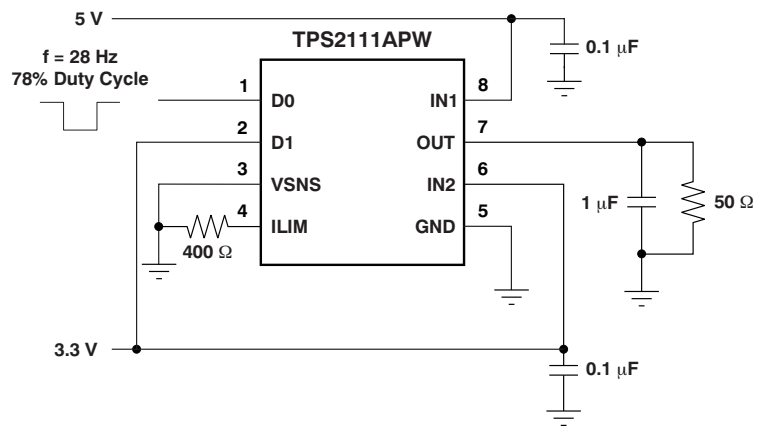 5 V
TPS2111APW
0.1 μF
f = 28 Hz
78% Duty Cycle
1
D0
IN1
8
2
D1
OUT
7
3
VSNS
IN2
6
1 μF
50 Ω
4
ILIM
GND
5
400 Ω
3.3 V
0.1 μF